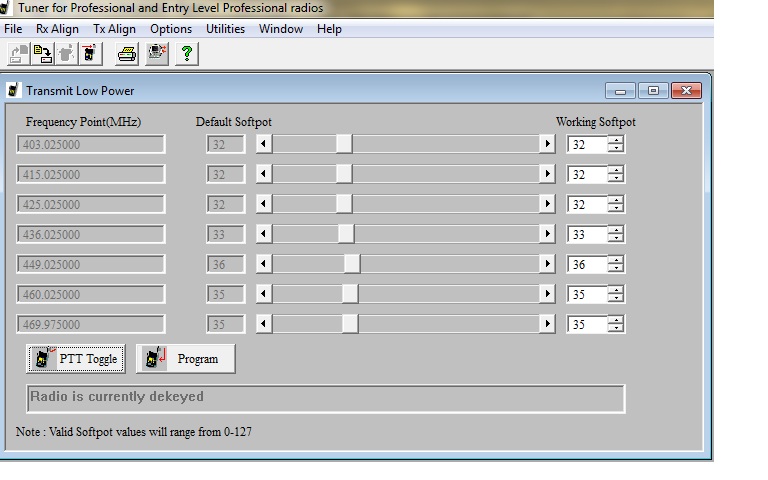 Tuner for Professional and Entry Level Professional radios
File Rx Align Tx Align Options Utilities Window Help
?
Transmit Low Power
Frequency Point(MHz) Default Softpot Working Softpot
403.025000 32 32
415.025000 32 32
425.025000 32 32
436.025000 33 33
449.025000 36 36
460.025000 35 35
469.975000 35 35
PTT Toggle Program
Radio is currently dekeyed
Note : Valid Softpot values will range from 0-127